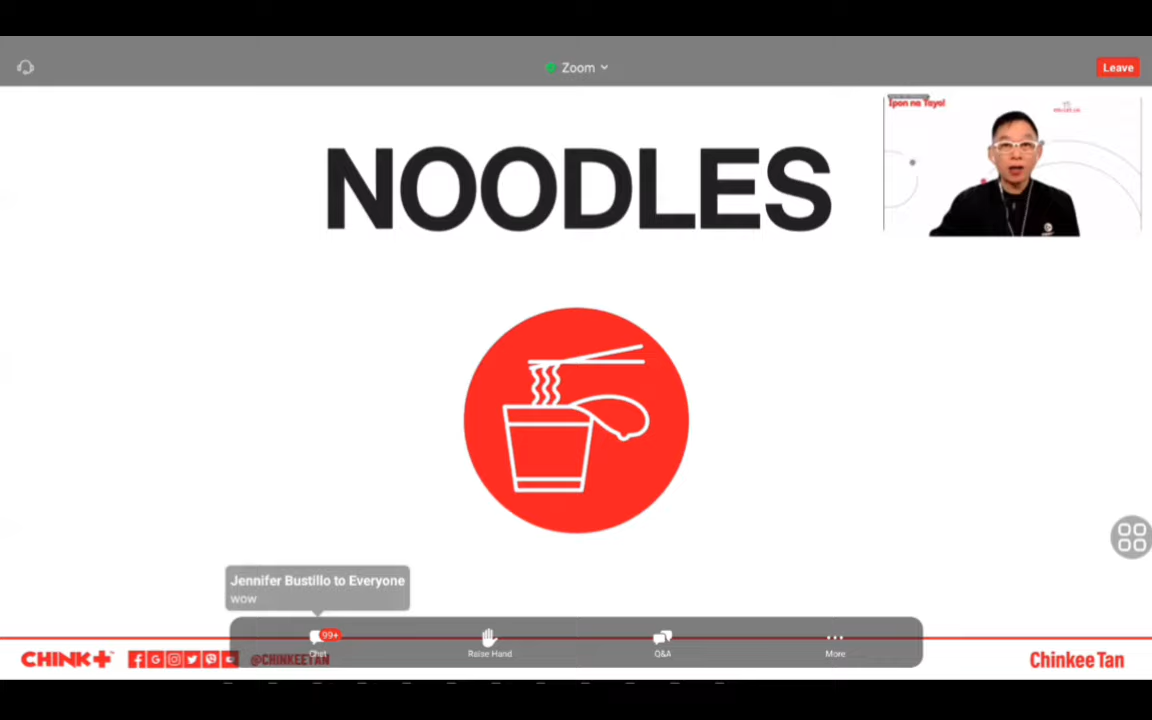 Zoom
Leave
Ipon na Tayo!
NOODLES
Jennifer Bustillo to Everyone
wow
99+
Chat
Raise Hand
Q&A
More
CHINK+
@CHINKEETAN
Chinkee Tan